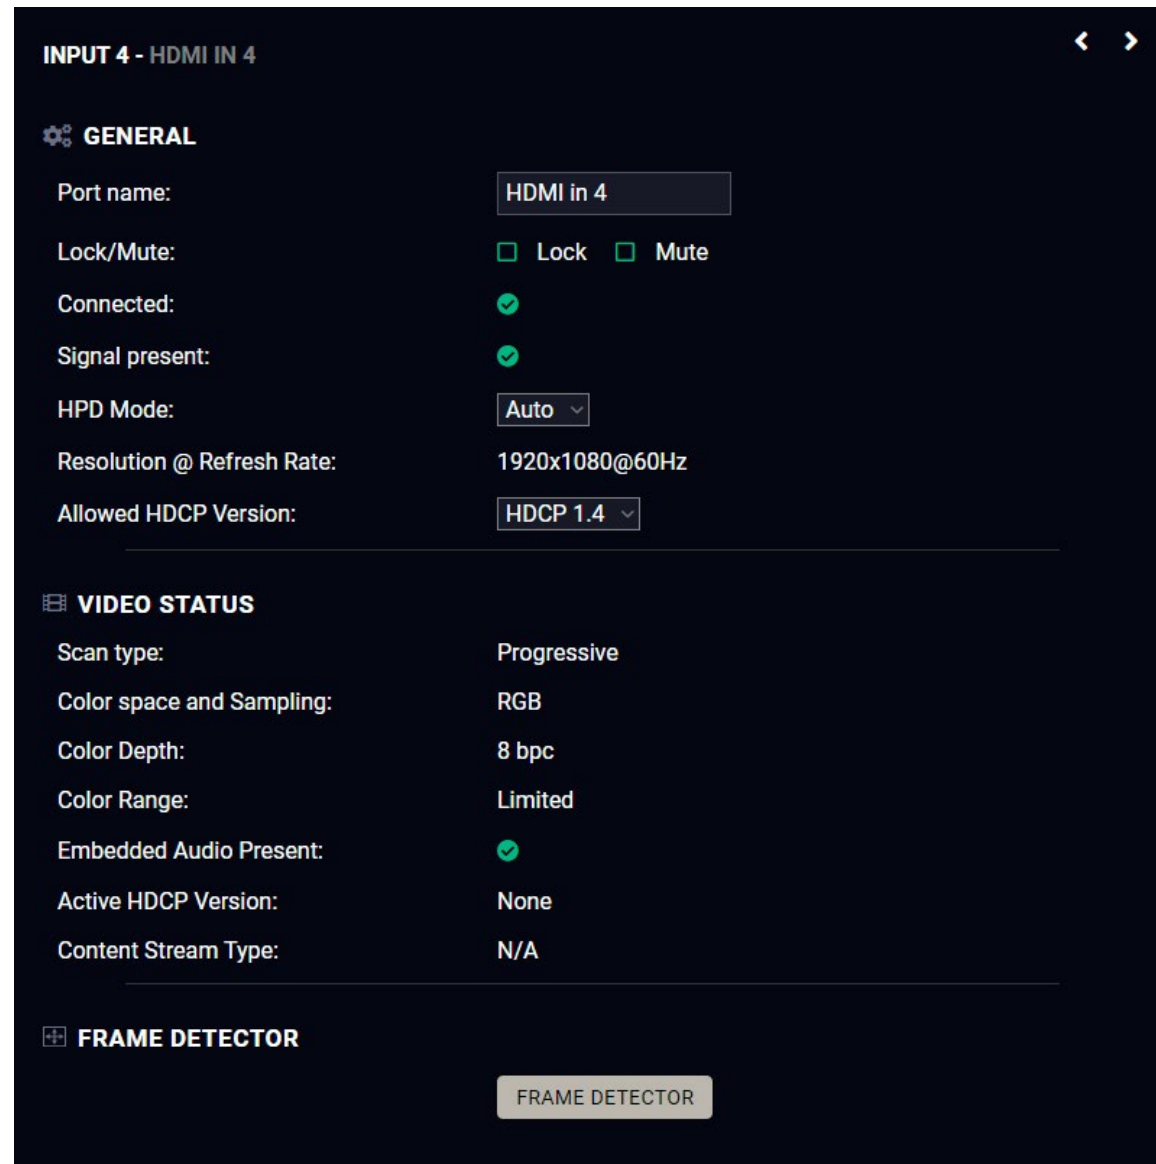 INPUT 4 - HDMI IN 4
GENERAL
Port name: HDMI in 4
Lock/Mute: Lock Mute
Connected:
Signal present:
HPD Mode: Auto
Resolution @ Refresh Rate: 1920x1080@60Hz
Allowed HDCP Version: HDCP 1.4
VIDEO STATUS
Scan type: Progressive
Color space and Sampling: RGB
Color Depth: 8 bpc
Color Range: Limited
Embedded Audio Present:
Active HDCP Version: None
Content Stream Type: N/A
FRAME DETECTOR
FRAME DETECTOR